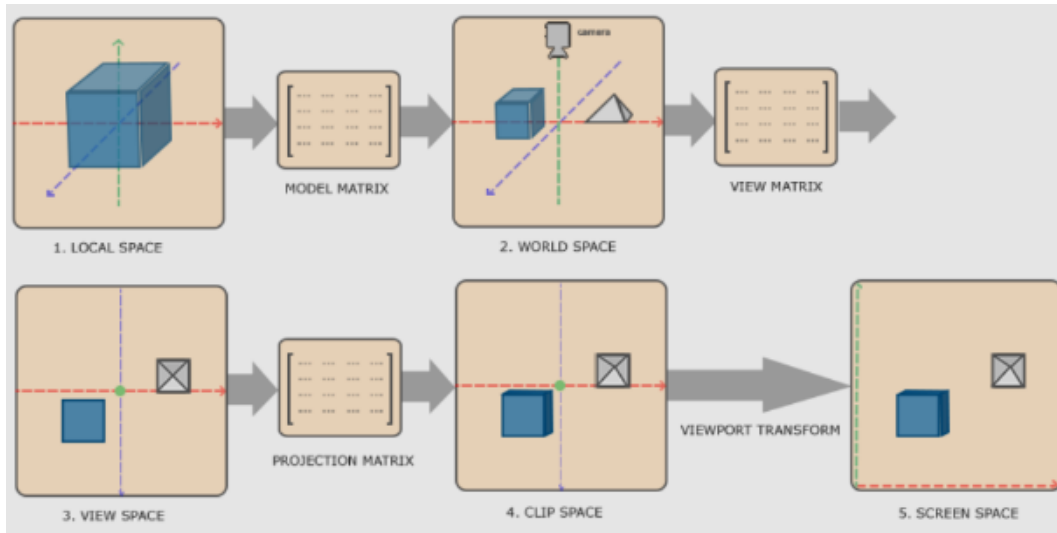 camera
MODEL MATRIX
VIEW MATRIX
1. LOCAL SPACE
2. WORLD SPACE
PROJECTION MATRIX
VIEWPORT TRANSFORM
3. VIEW SPACE
4. CLIP SPACE
5. SCREEN SPACE